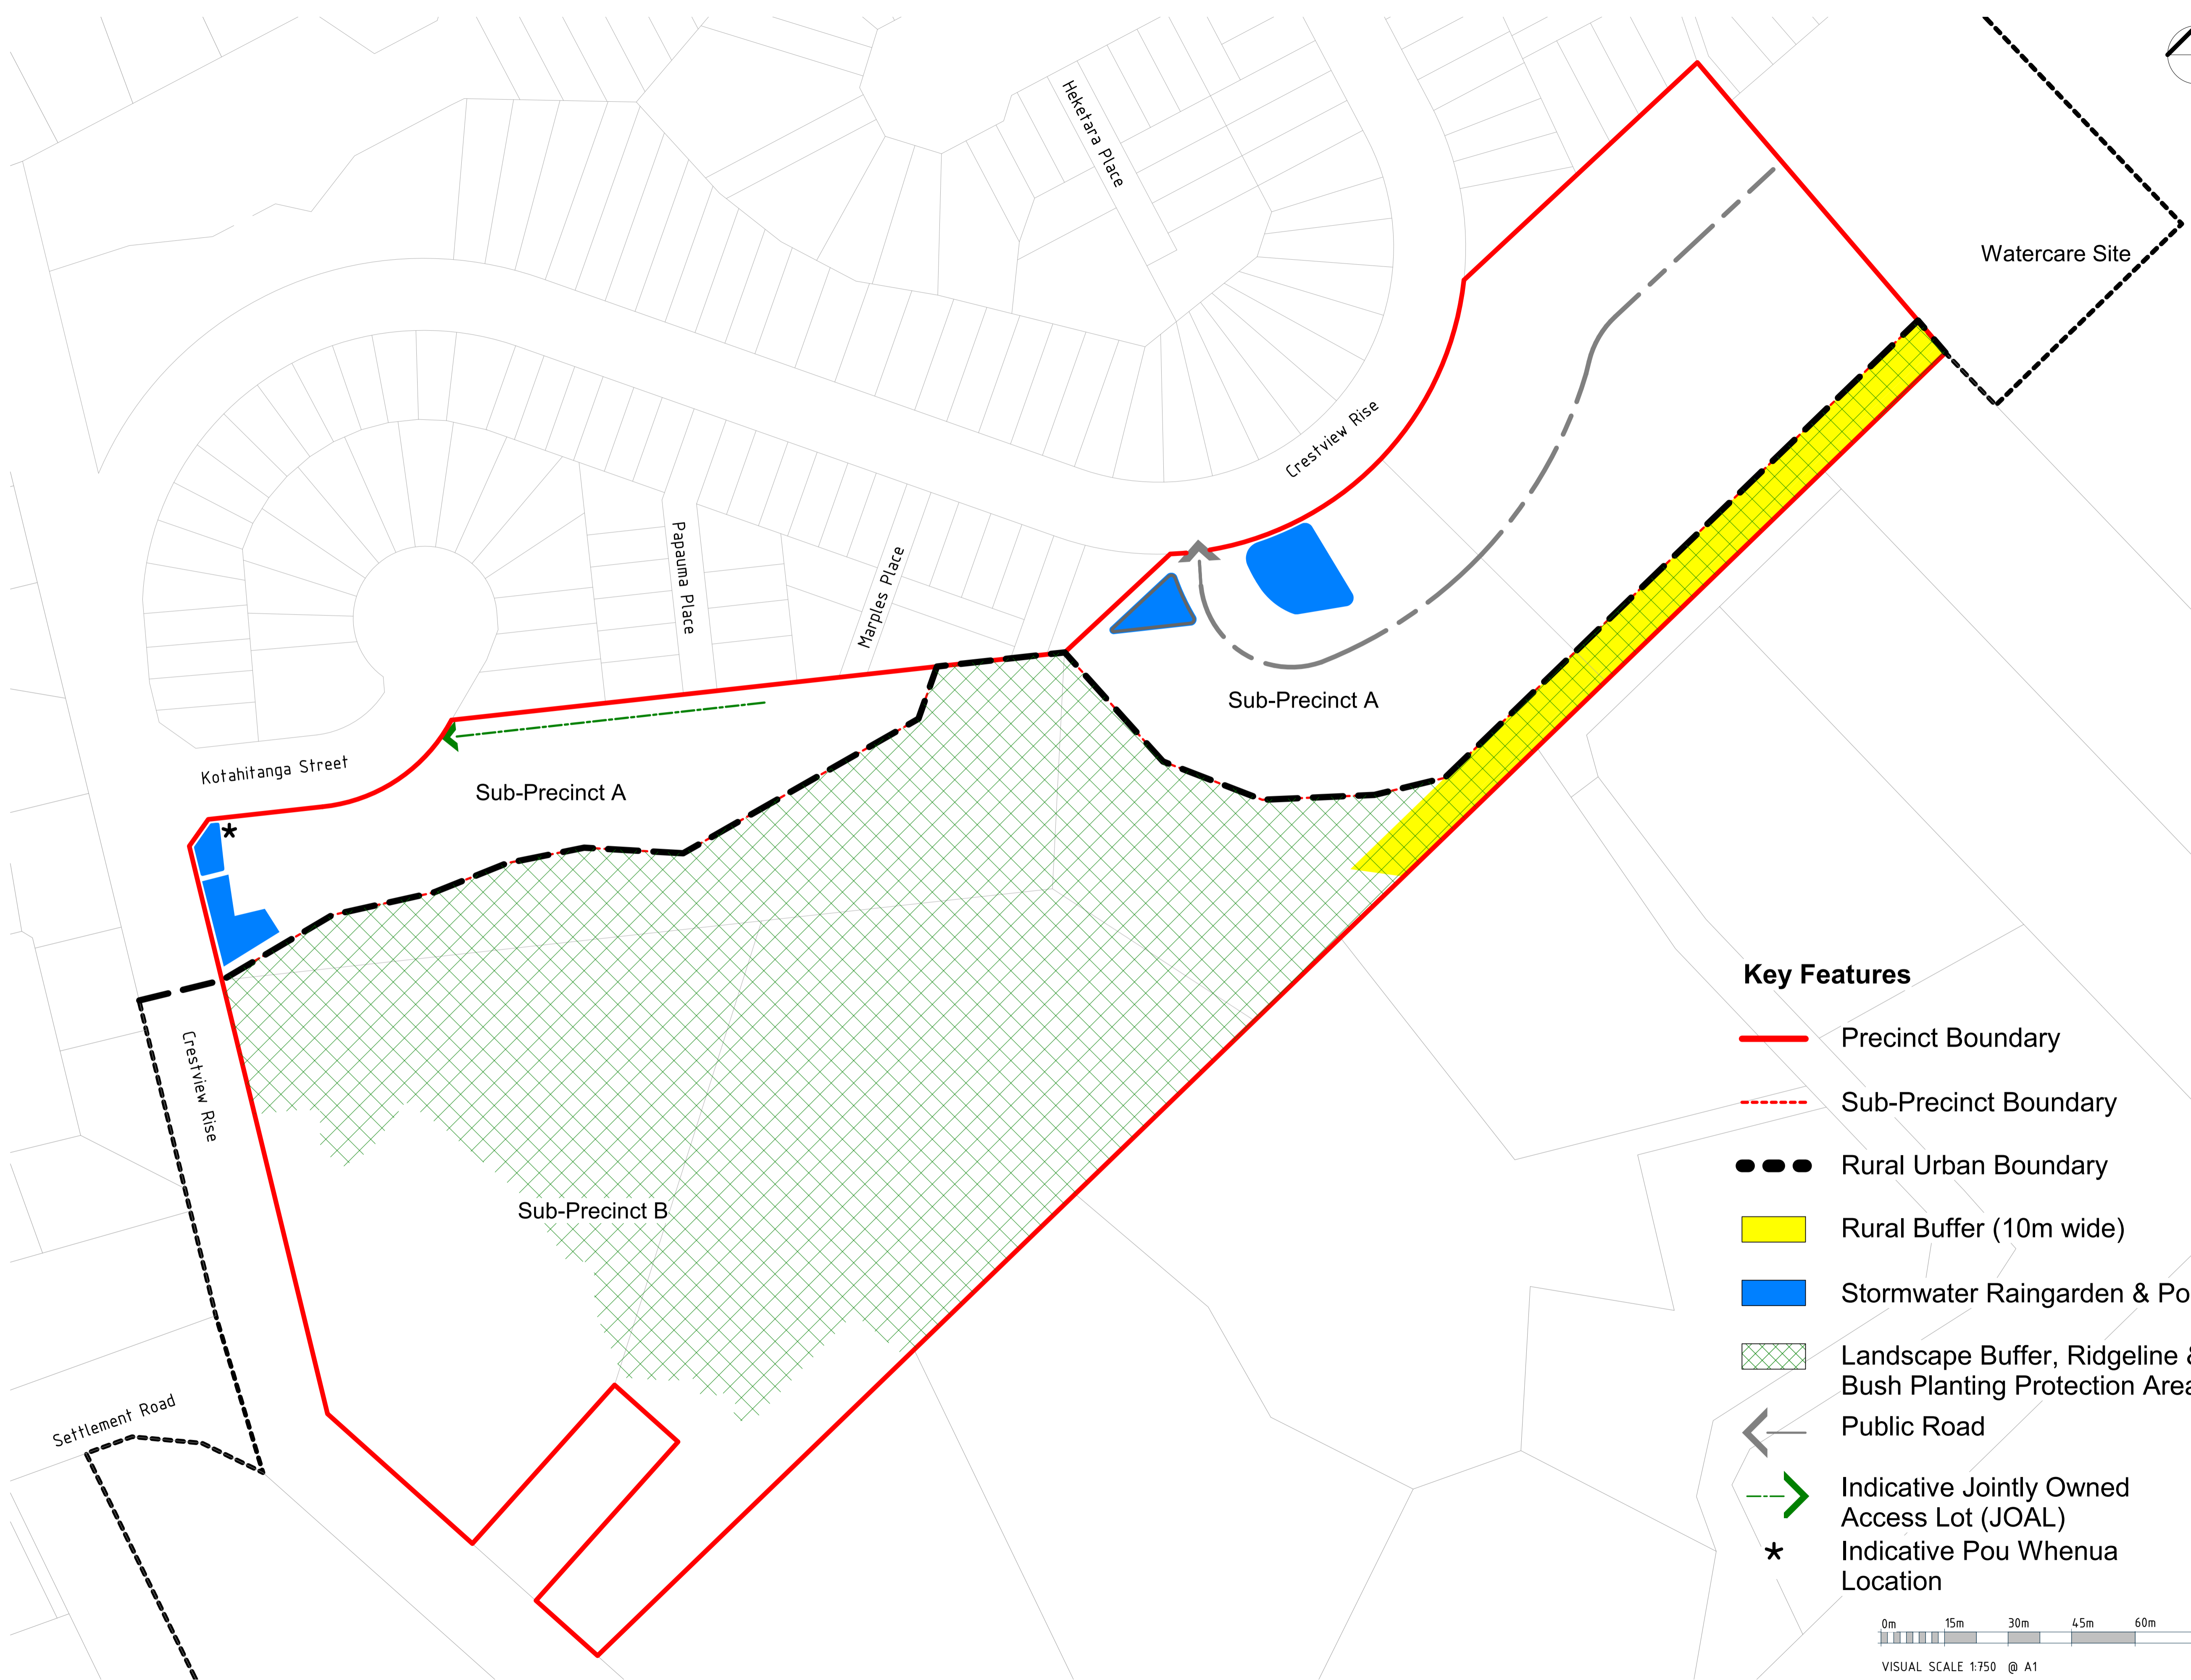 Heketara Place
Watercare Site
Crestview Rise
Papauma Place
Marples Place
Sub-Precinct A
Kotahitanga Street
Sub-Precinct A
*
Crestview Rise
Sub-Precinct B
Settlement Road
Key Features
Precinct Boundary
Sub-Precinct Boundary
Rural Urban Boundary
Rural Buffer (10m wide)
Stormwater Raingarden & Po
Landscape Buffer, Ridgeline &
Bush Planting Protection Area
Public Road
Indicative Jointly Owned
Access Lot (JOAL)
* Indicative Pou Whenua
Location
0m 15m 30m 45m 60m
VISUAL SCALE 1:750 @ A1